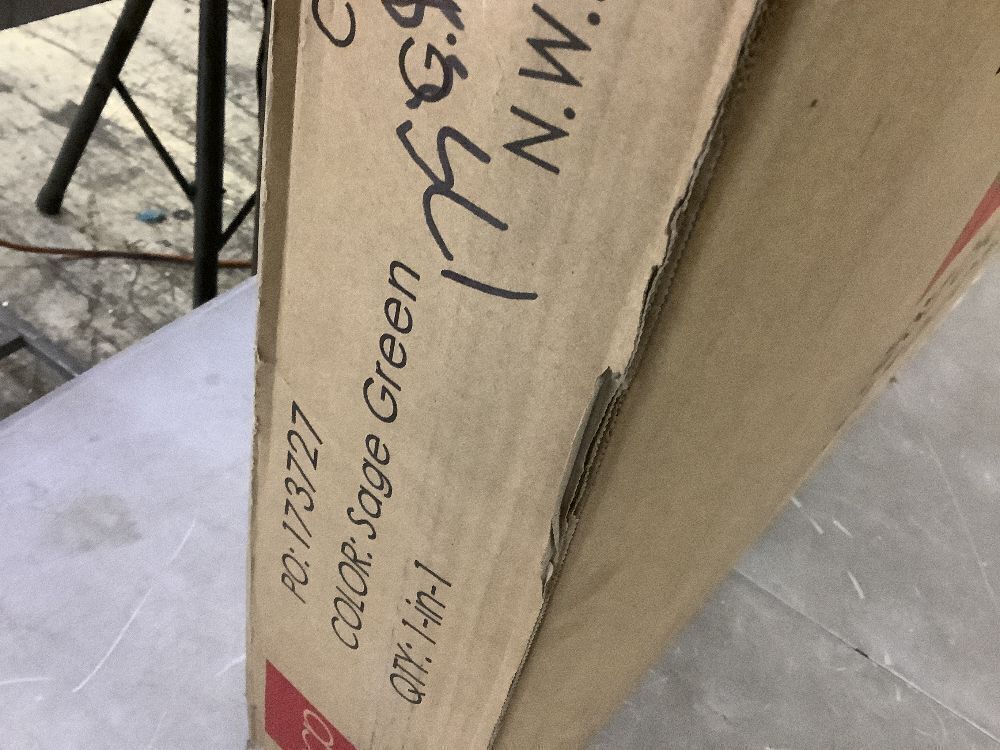 PO: 173727
COLOR: Sage Green
QTY: 1-in-1
N.W.:
G.